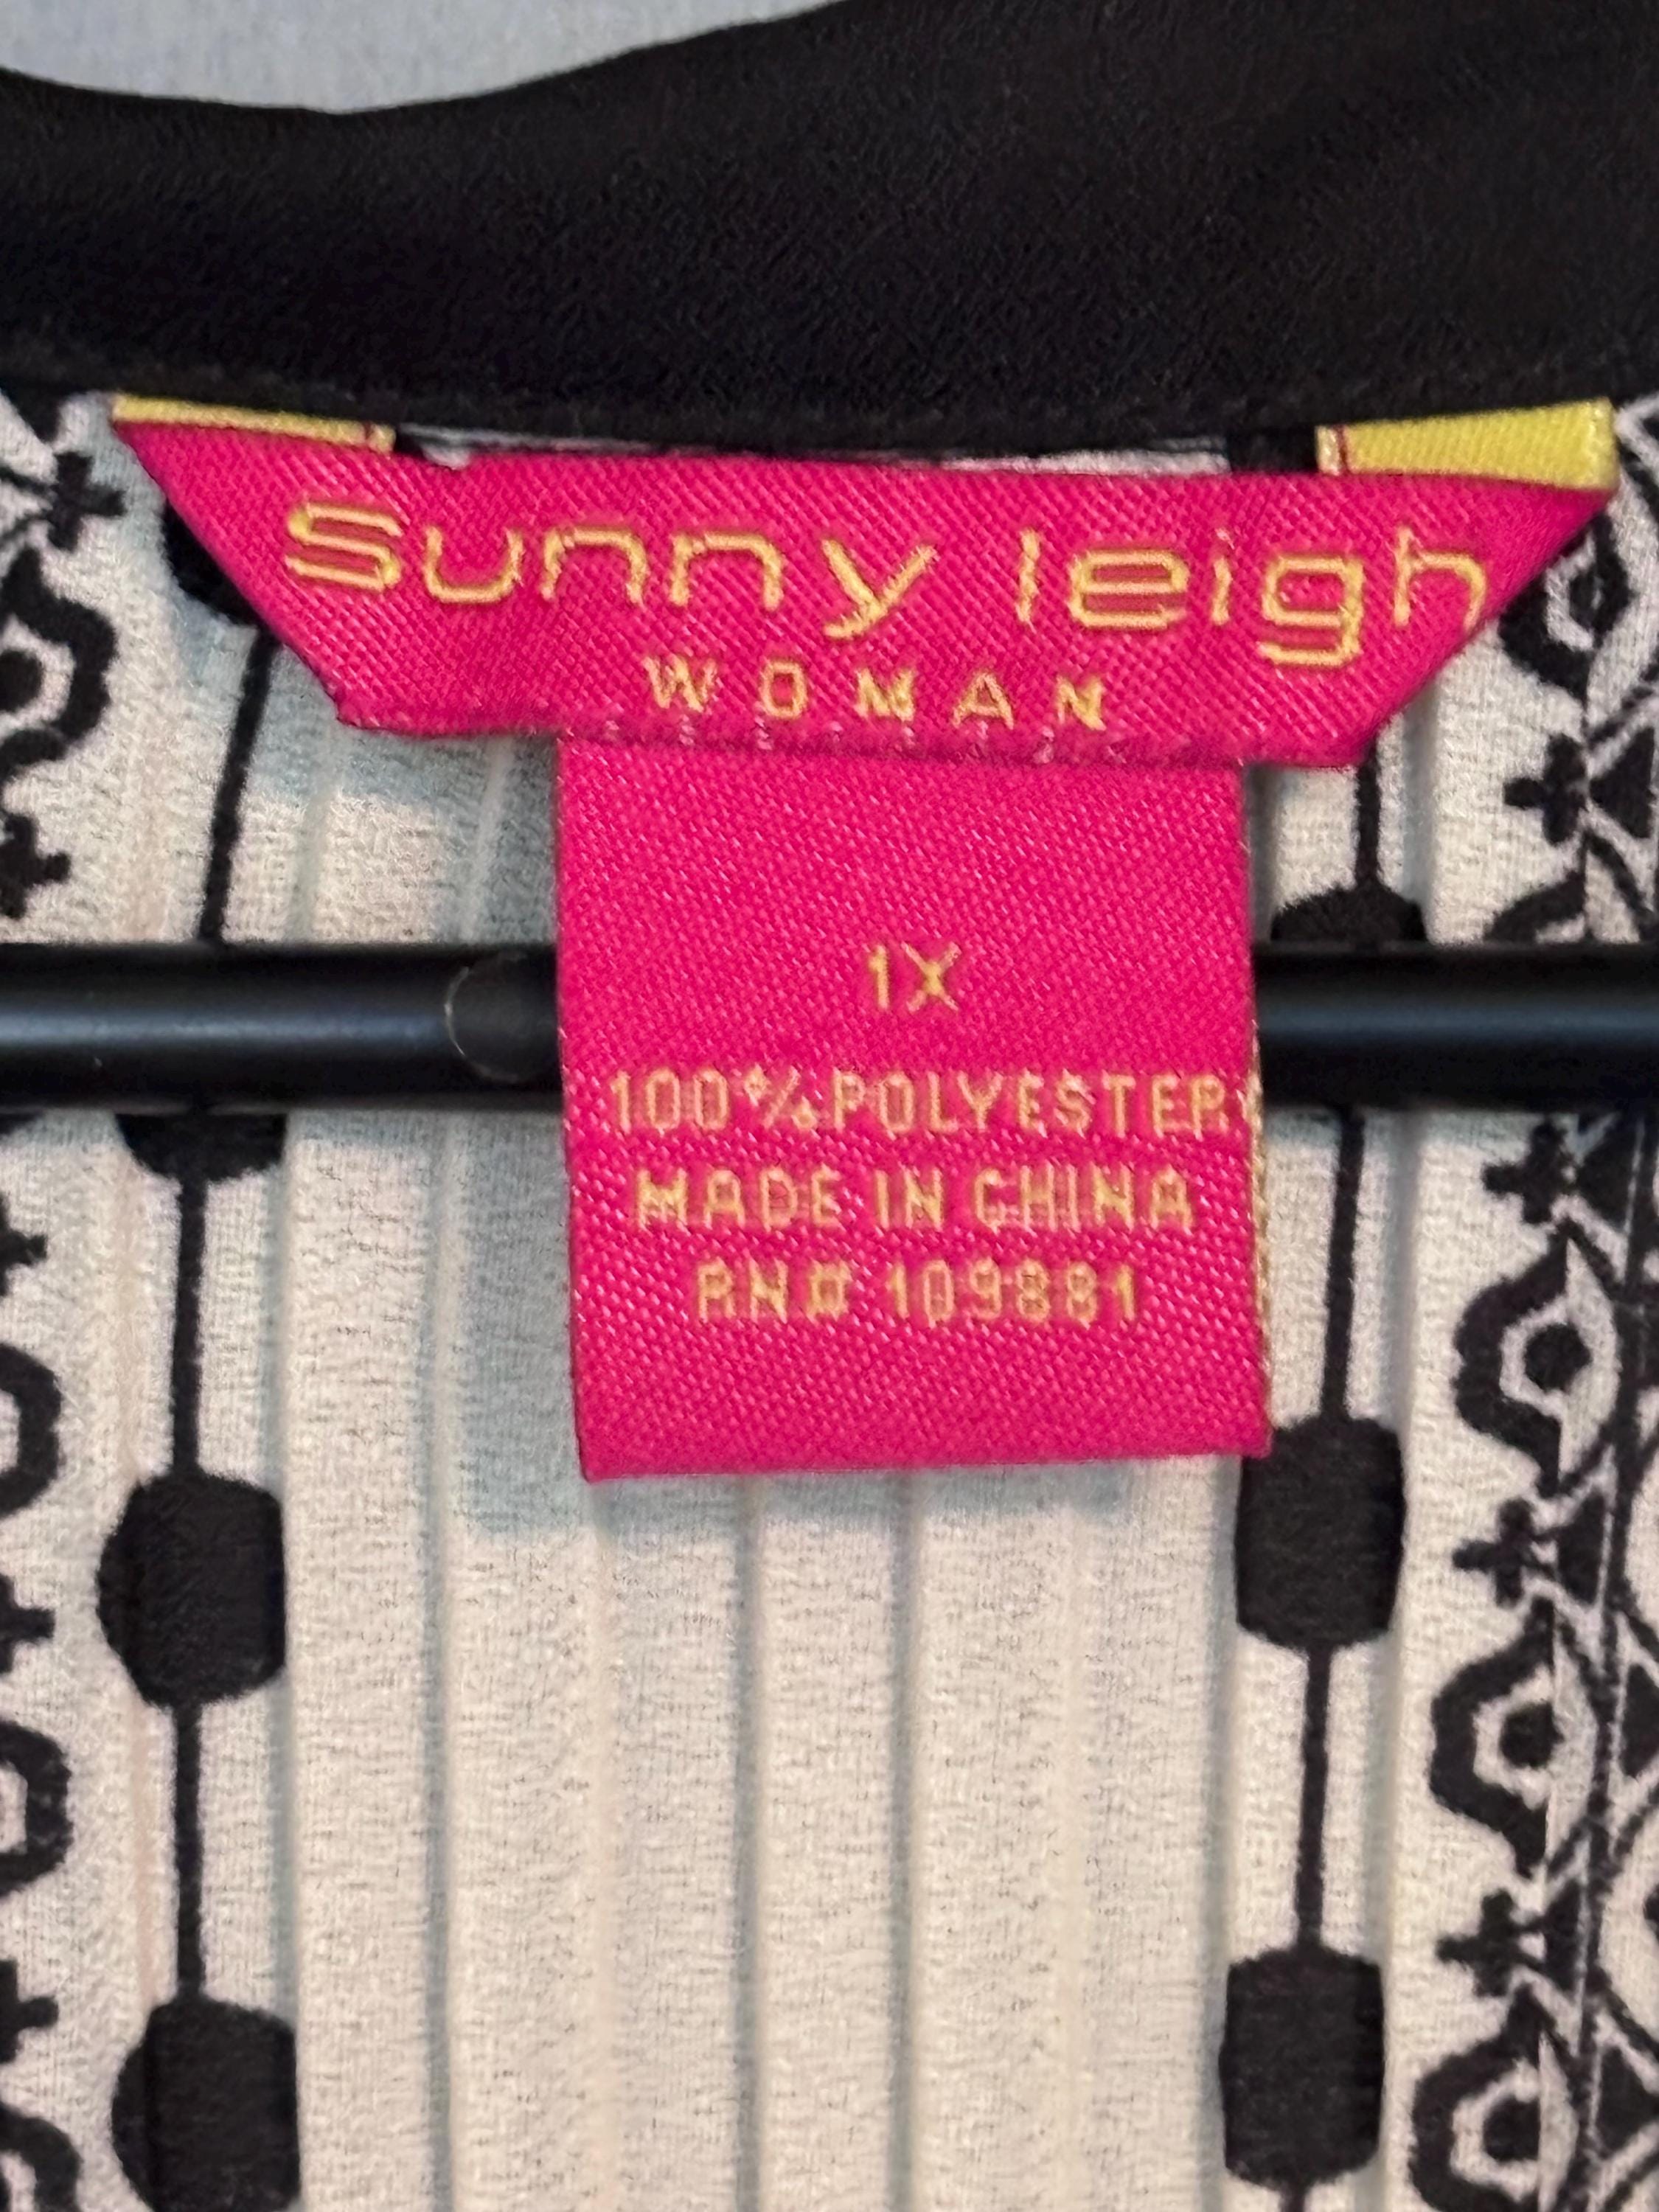 sunny leigh
WOMAN
1X
100% POLYESTER
MADE IN CHINA
RN# 109881